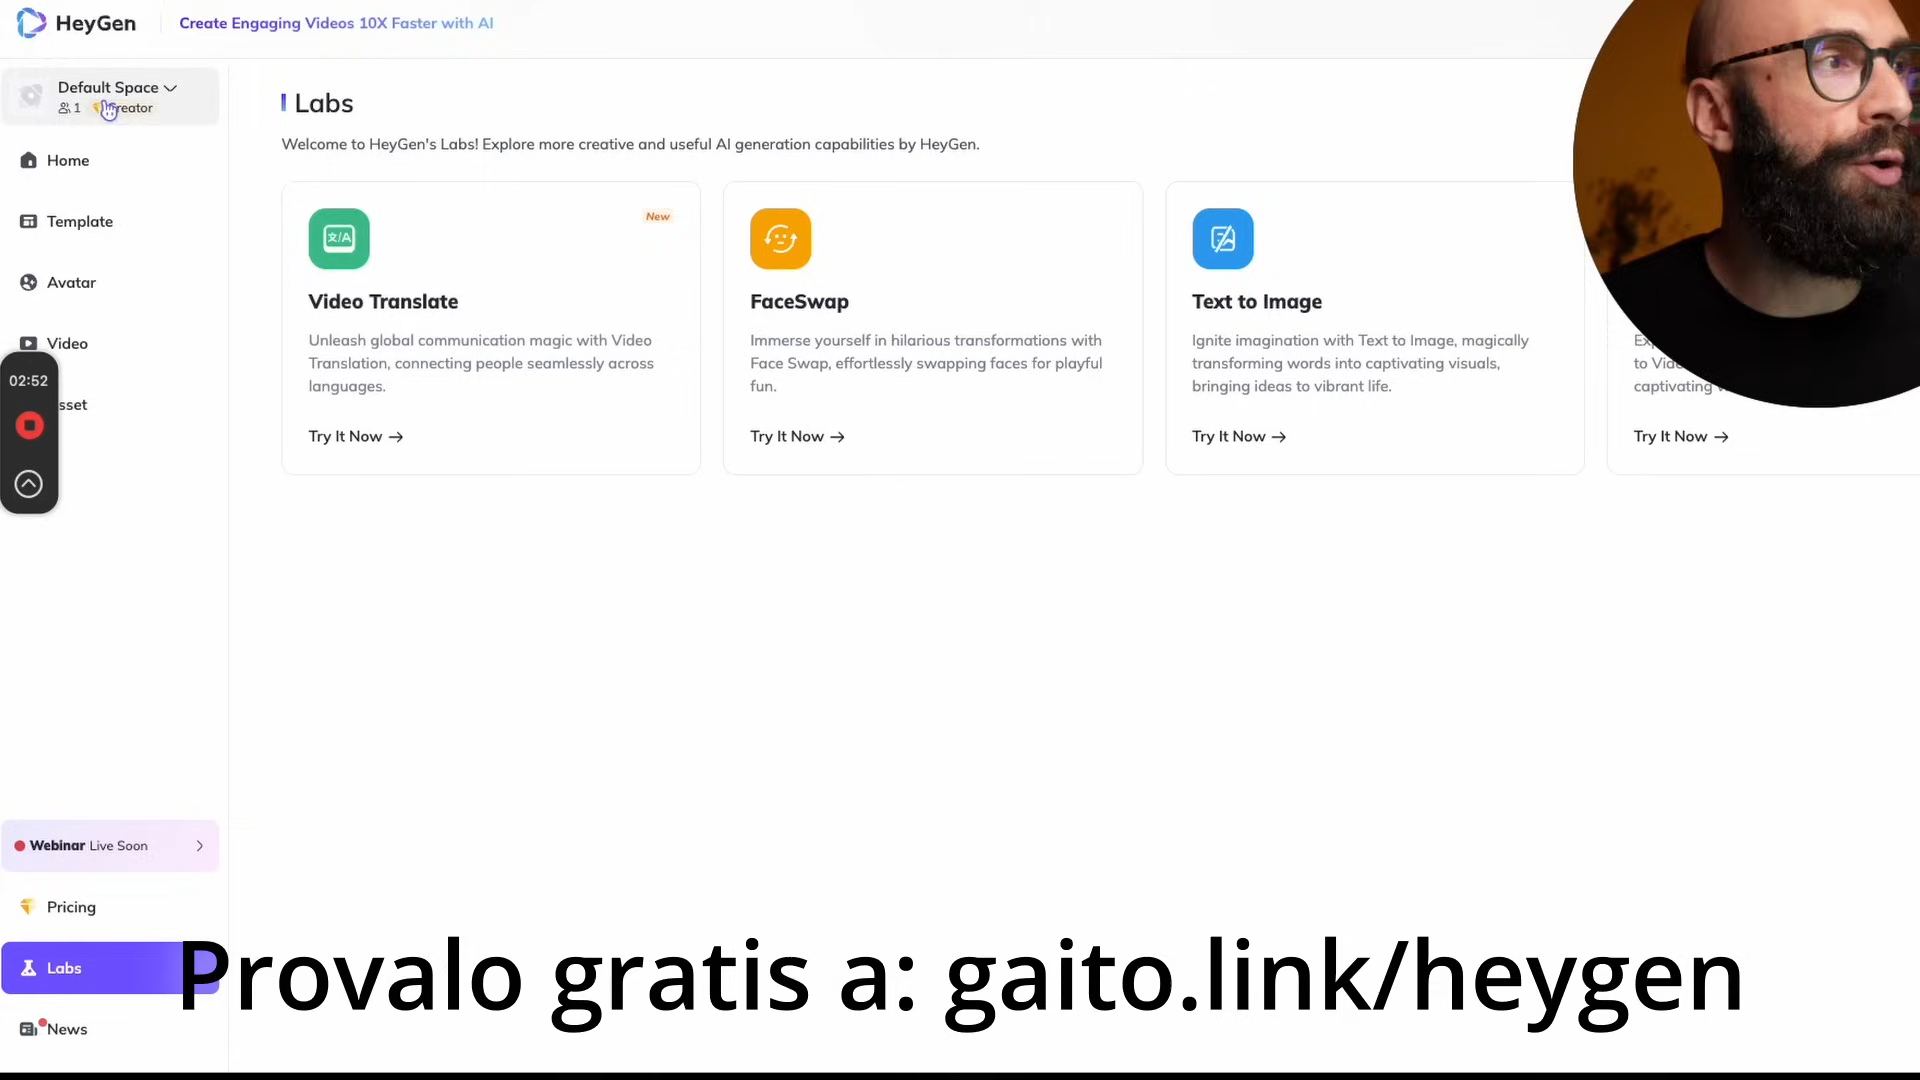 HeyGen
Create Engaging Videos 10X Faster with AI
Default Space
1
reator
Home
Template
Avatar
Video
sset
02:52
Labs
Welcome to HeyGen's Labs! Explore more creative and useful AI generation capabilities by HeyGen.
New
Video Translate
Unleash global communication magic with Video
Translation, connecting people seamlessly across
languages.
Try It Now →
FaceSwap
Immerse yourself in hilarious transformations with
Face Swap, effortlessly swapping faces for playful
fun.
Try It Now →
Text to Image
Ignite imagination with Text to Image, magically
transforming words into captivating visuals,
bringing ideas to vibrant life.
Try It Now →
captivating
Try It Now →
Webinar Live Soon
Pricing
Labs
News
Provalo gratis a: gaito.link/heygen